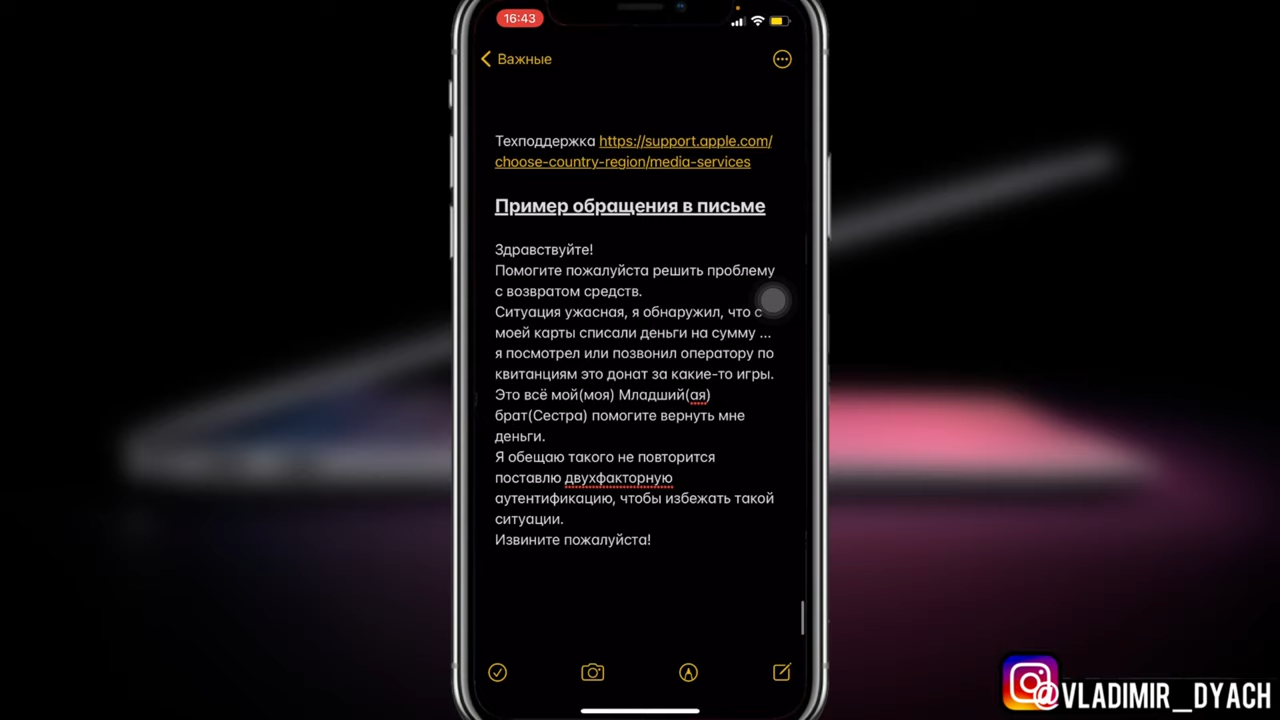 16:43
Важные
Техподдержка https://support.apple.com/
choose-country-region/media-services
Пример обращения в письме
Здравствуйте!
Помогите пожалуйста решить проблему
с возвратом средств.
Ситуация ужасная, я обнаружил, что с
моей карты списали деньги на сумму ...
я посмотрел или позвонил оператору по
квитанциям это донат за какие-то игры.
Это всё мой(моя) Младший(ая)
брат(Сестра) помогите вернуть мне
деньги.
Я обещаю такого не повторится
поставлю двухфакторную
аутентификацию, чтобы избежать такой
ситуации.
Извините пожалуйста!
@VLADIMIR_DYACH